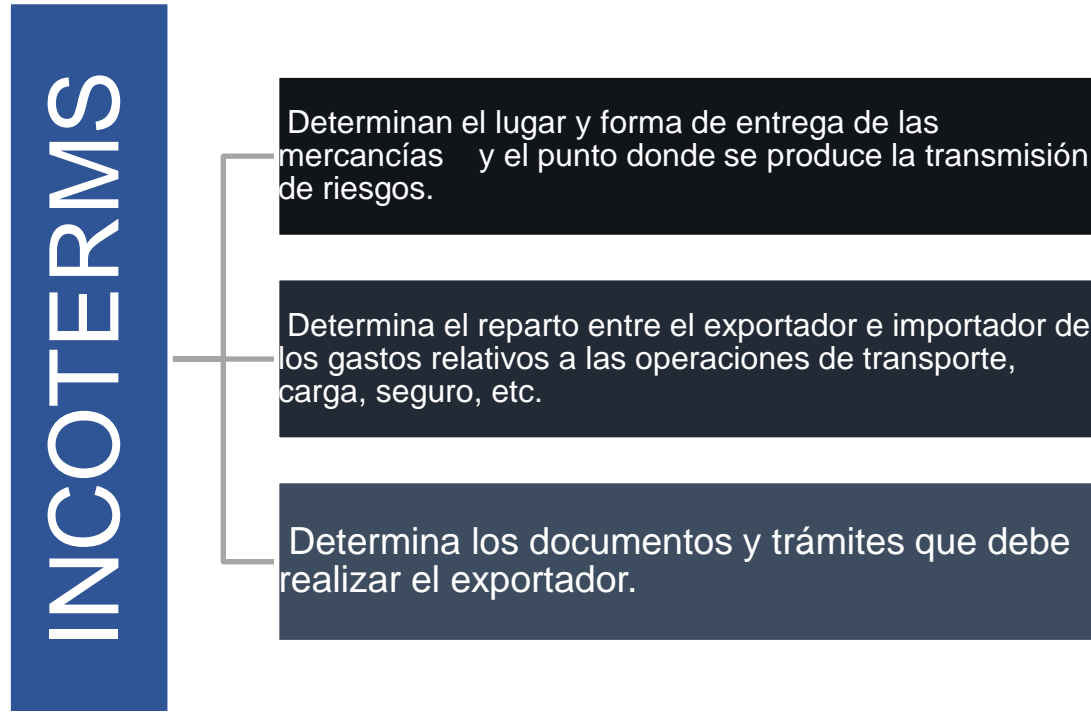 INCOTERMS
Determinan el lugar y forma de entrega de las
mercancías y el punto donde se produce la transmisión
de riesgos.
Determina el reparto entre el exportador e importador de
los gastos relativos a las operaciones de transporte,
carga, seguro, etc.
Determina los documentos y trámites que debe
realizar el exportador.